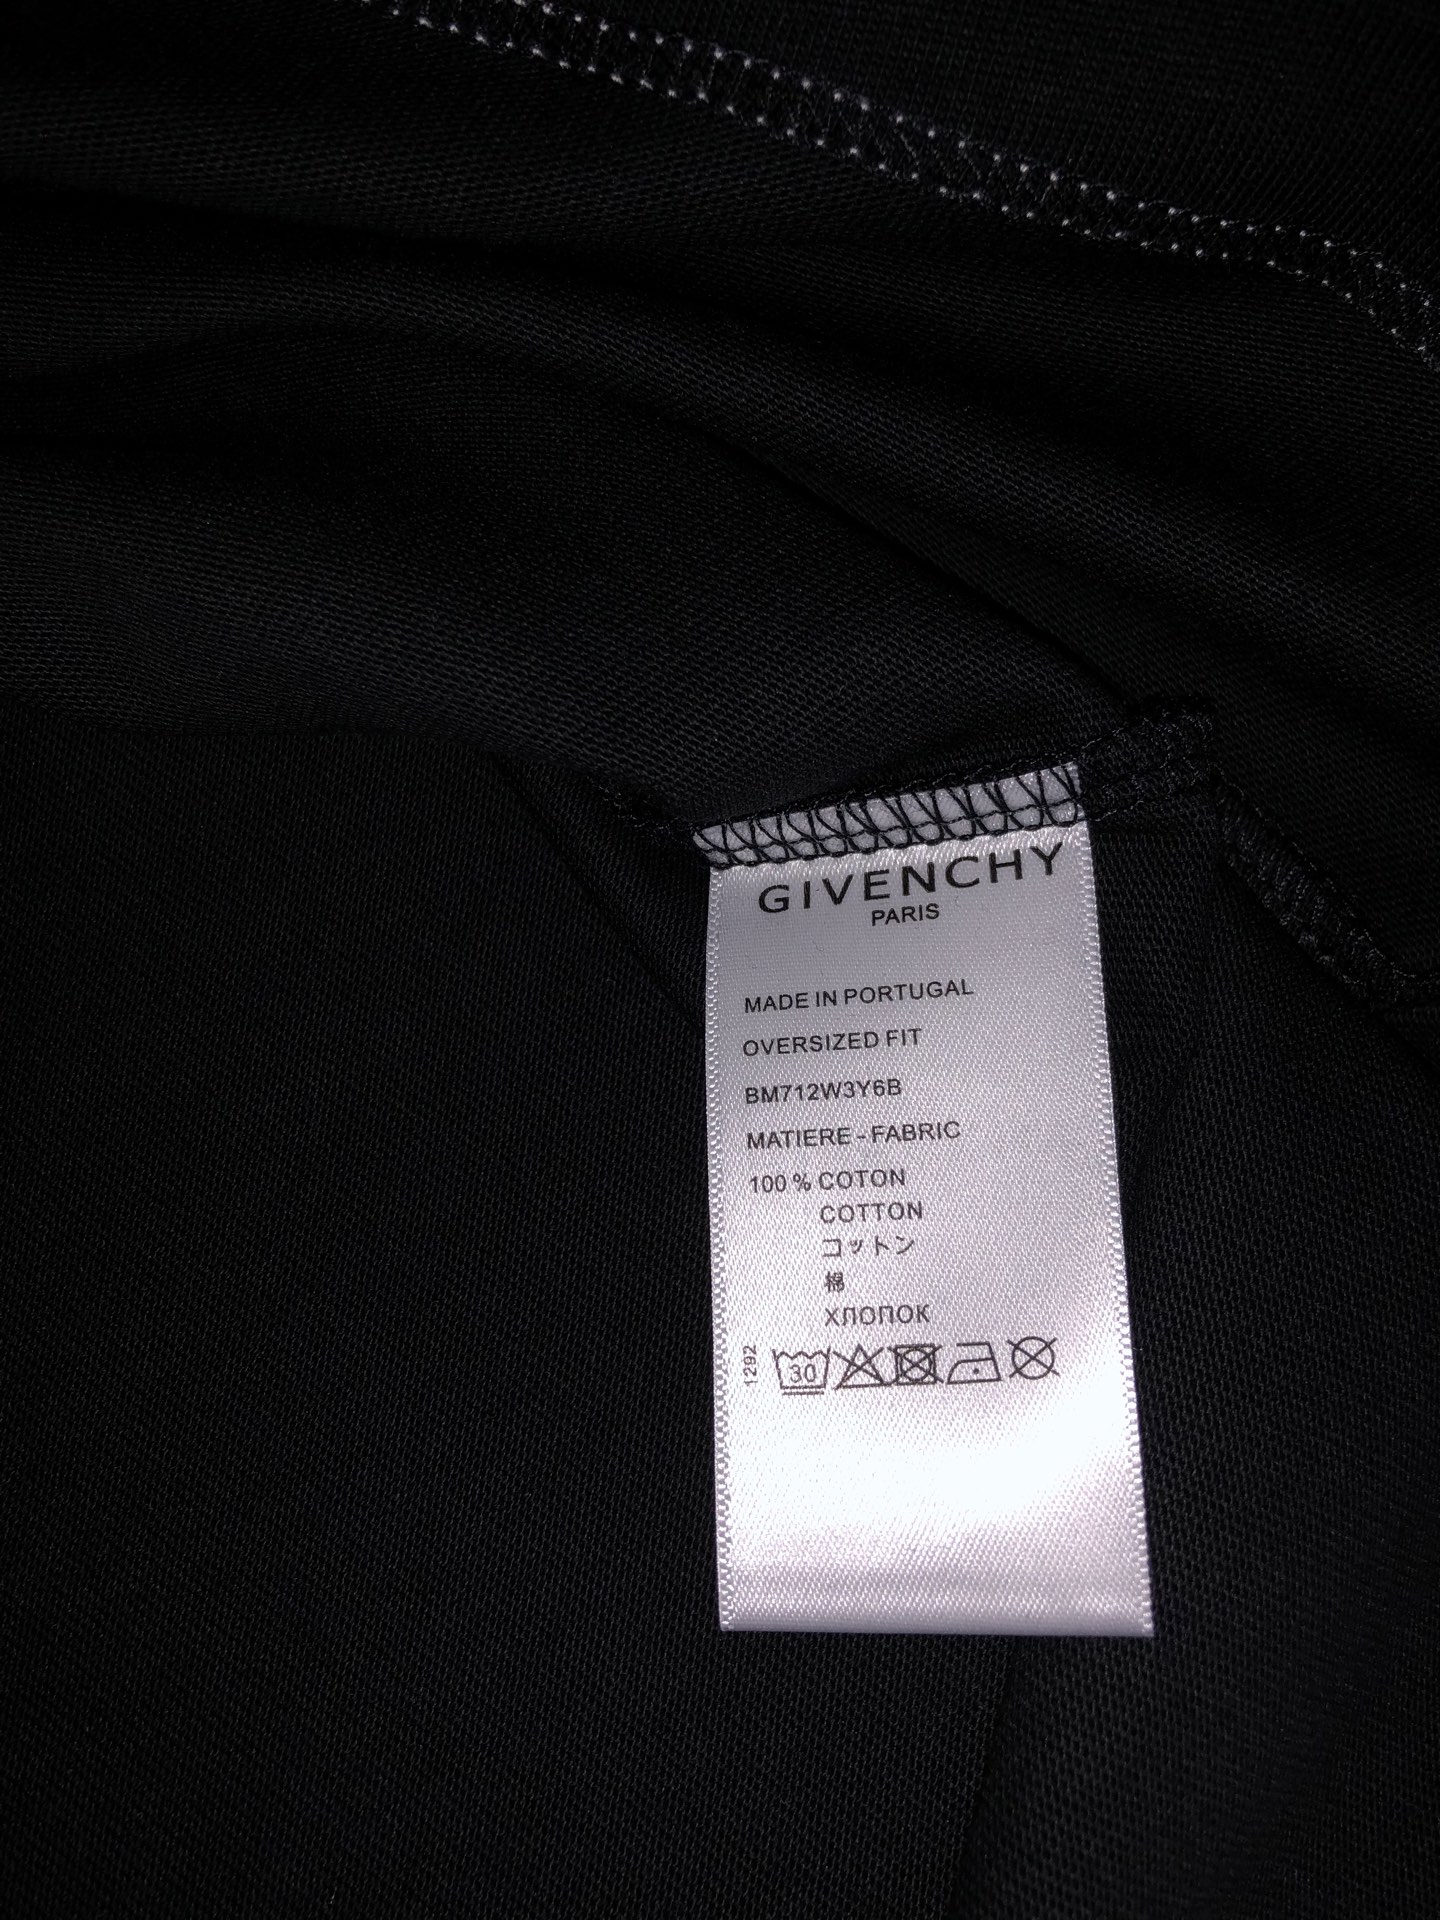 GIVENCHY
PARIS
MADE IN PORTUGAL
OVERSIZED FIT
BM712W3Y6B
MATIERE - FABRIC
100 % COTON
COTTON
コットン
棉
ХЛОПОК
1292
30